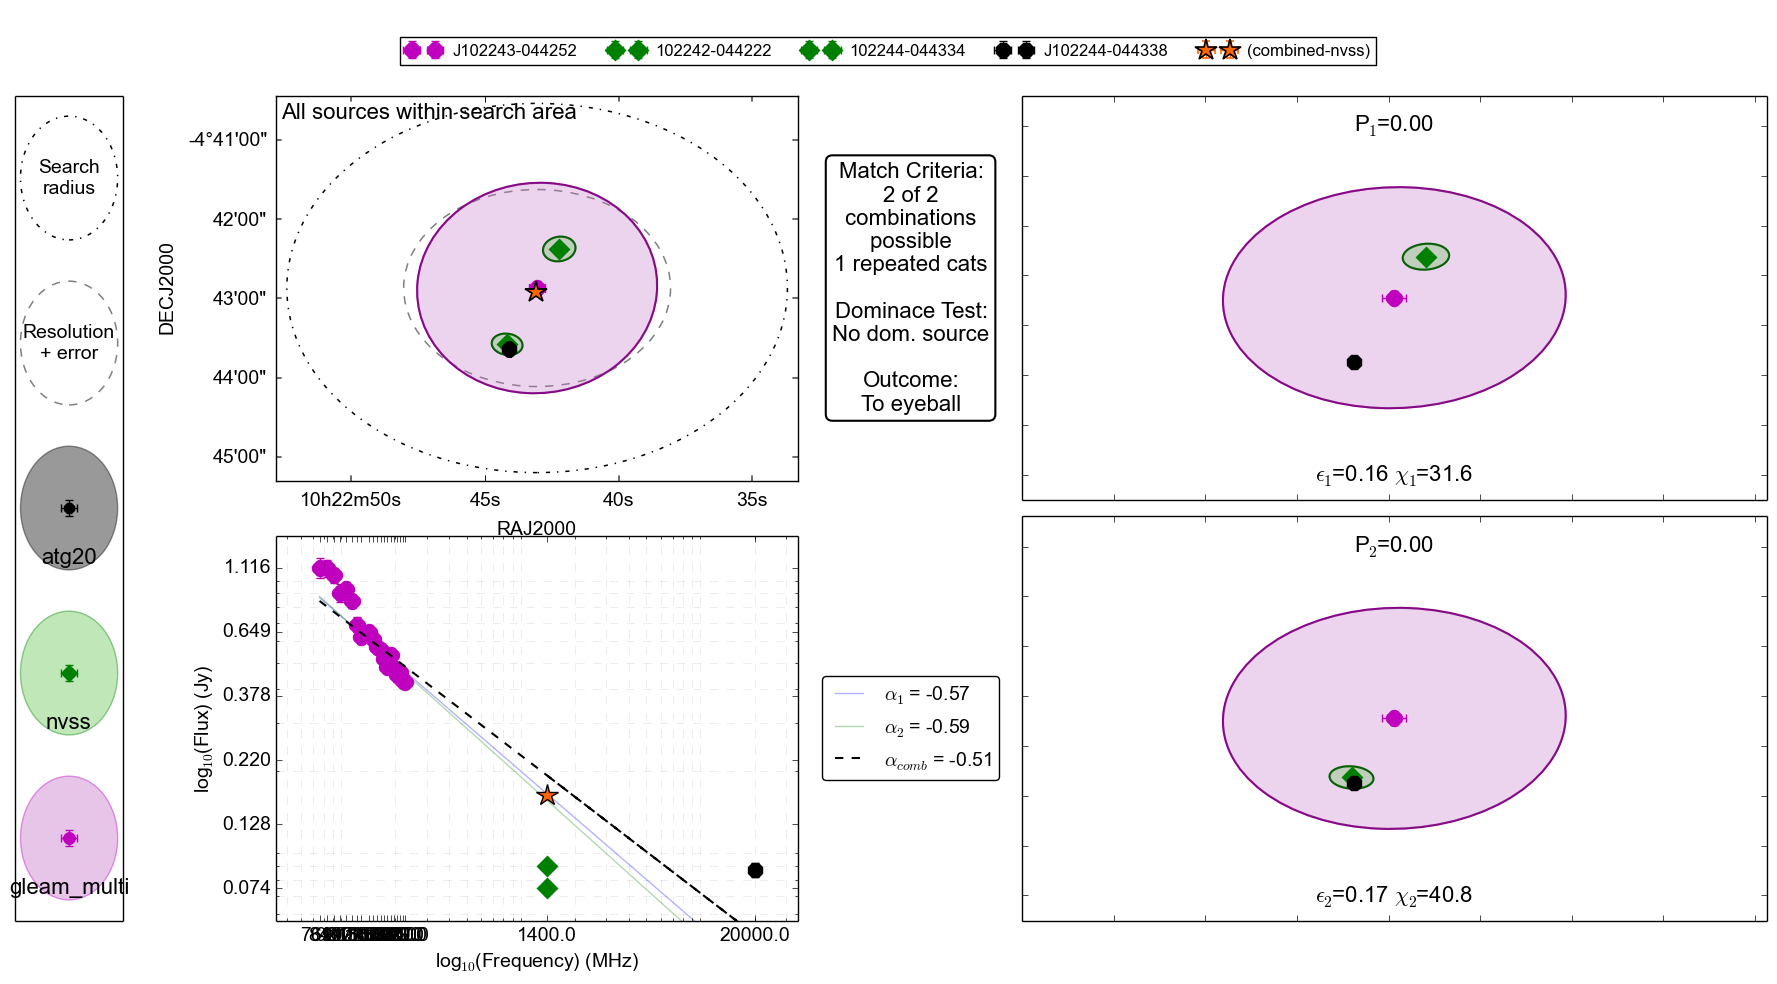 J102243-044252
102242-044222
102244-044334
J102244-044338
(combined-nvss)
Search
radius
Resolution
+ error
atg20
nvss
gleam_multi
All sources within search area
DECJ2000
-4°41'00"
42'00"
43'00"
44'00"
45'00"
10h22m50s
45s
40s
35s
RAJ2000
Match Criteria:
2 of 2
combinations
possible
1 repeated cats
Dominace Test:
No dom. source
Outcome:
To eyeball
P1=0.00
ϵ1=0.16 χ1=31.6
P2=0.00
ϵ2=0.17 χ2=40.8
log10(Flux) (Jy)
1.116
0.649
0.378
0.220
0.128
0.074
1400.0
20000.0
log10(Frequency) (MHz)
α1 = -0.57
α2 = -0.59
αcomb = -0.51